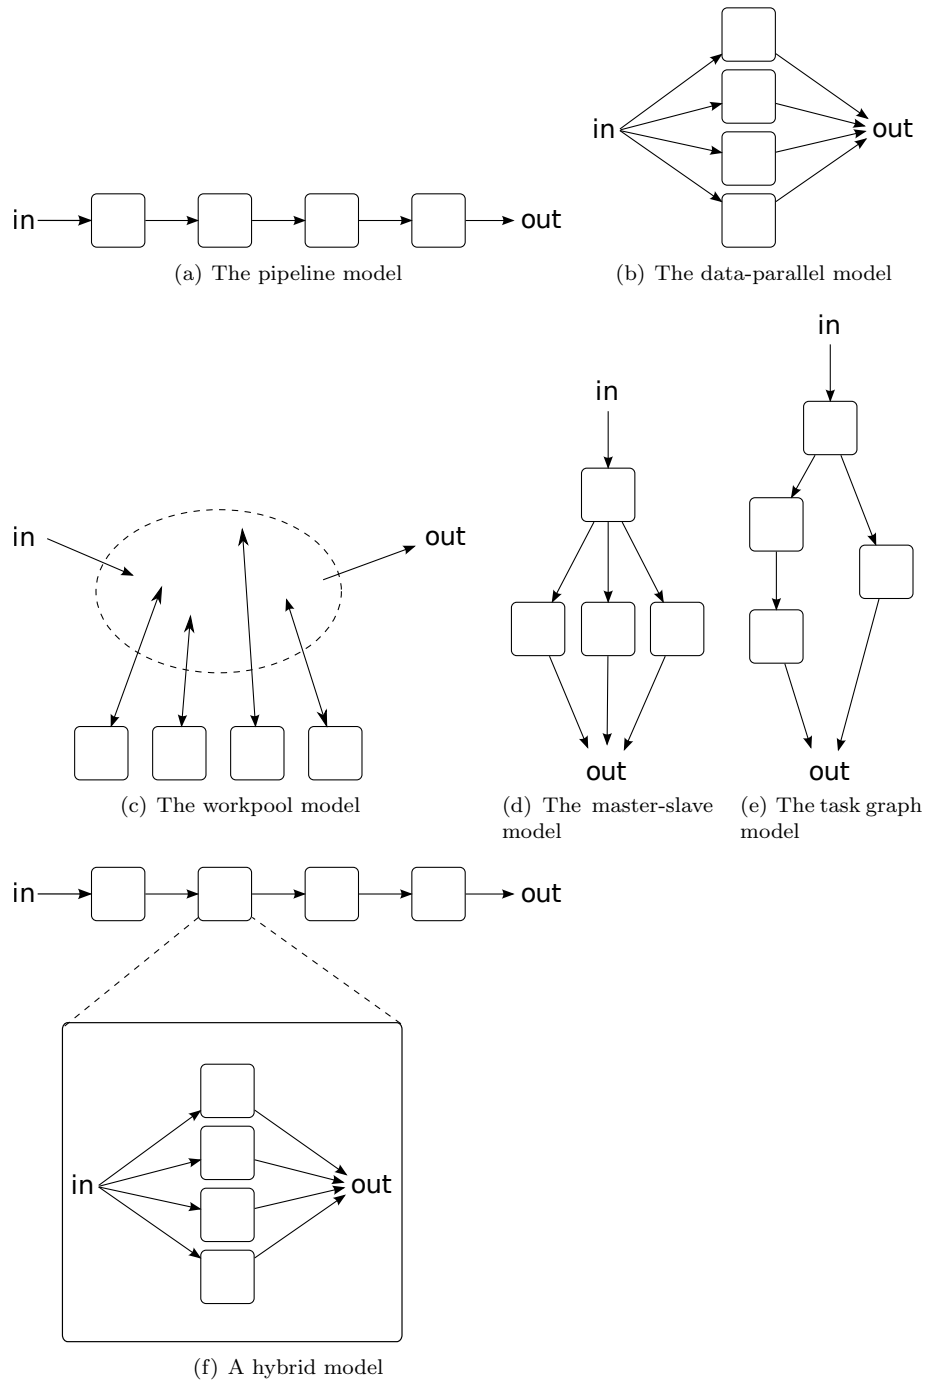 in
out
(a) The pipeline model
in
out
(b) The data-parallel model
in
out
(c) The workpool model
in
out
(d) The master-slave
model
in
out
(e) The task graph
model
in
out
in
out
(f) A hybrid model